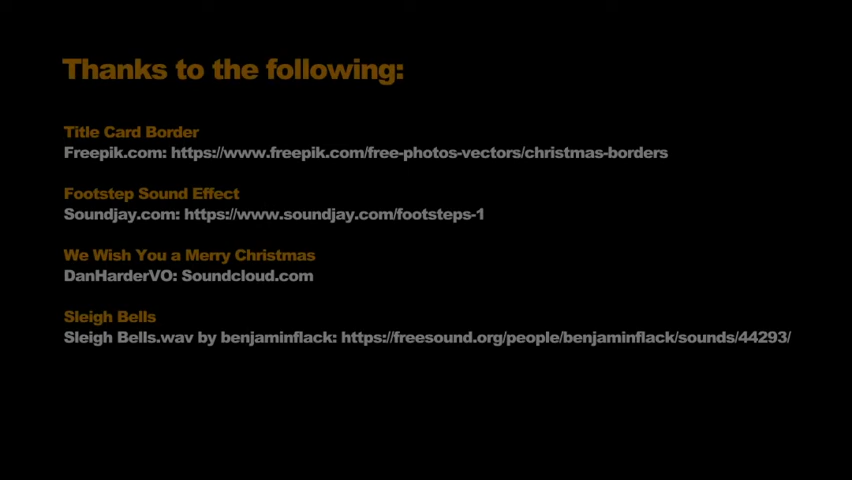 Thanks to the following:
Title Card Border
Freepik.com: https://www.freepik.com/free-photos-vectors/christmas-borders
Footstep Sound Effect
Soundjay.com: https://www.soundjay.com/footsteps-1
We Wish You a Merry Christmas
DanHarderVO: Soundcloud.com
Sleigh Bells
Sleigh Bells.wav by benjaminflack: https://freesound.org/people/benjaminflack/sounds/44293/